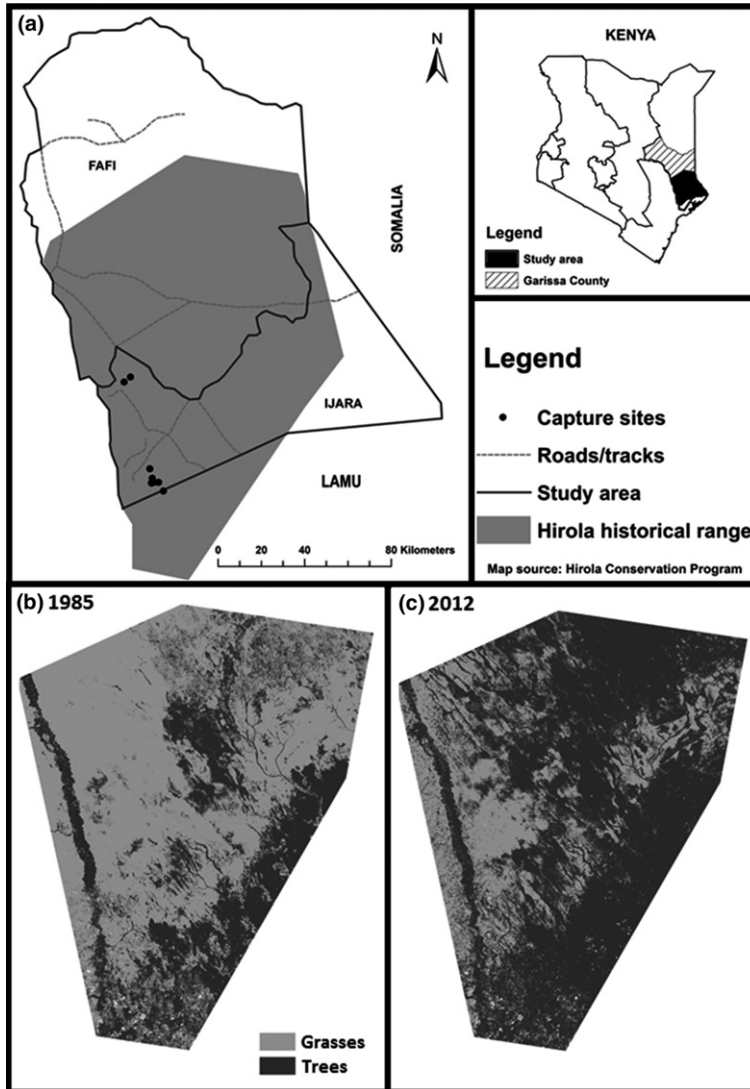 (a)
N
FAFI
SOMALIA
IJARA
LAMU
0 20 40 80 Kilometers
KENYA
Legend
Study area
Garissa County
Legend
Capture sites
Roads/tracks
Study area
Hirola historical range
Map source: Hirola Conservation Program
(b) 1985
Grasses
Trees
(c) 2012